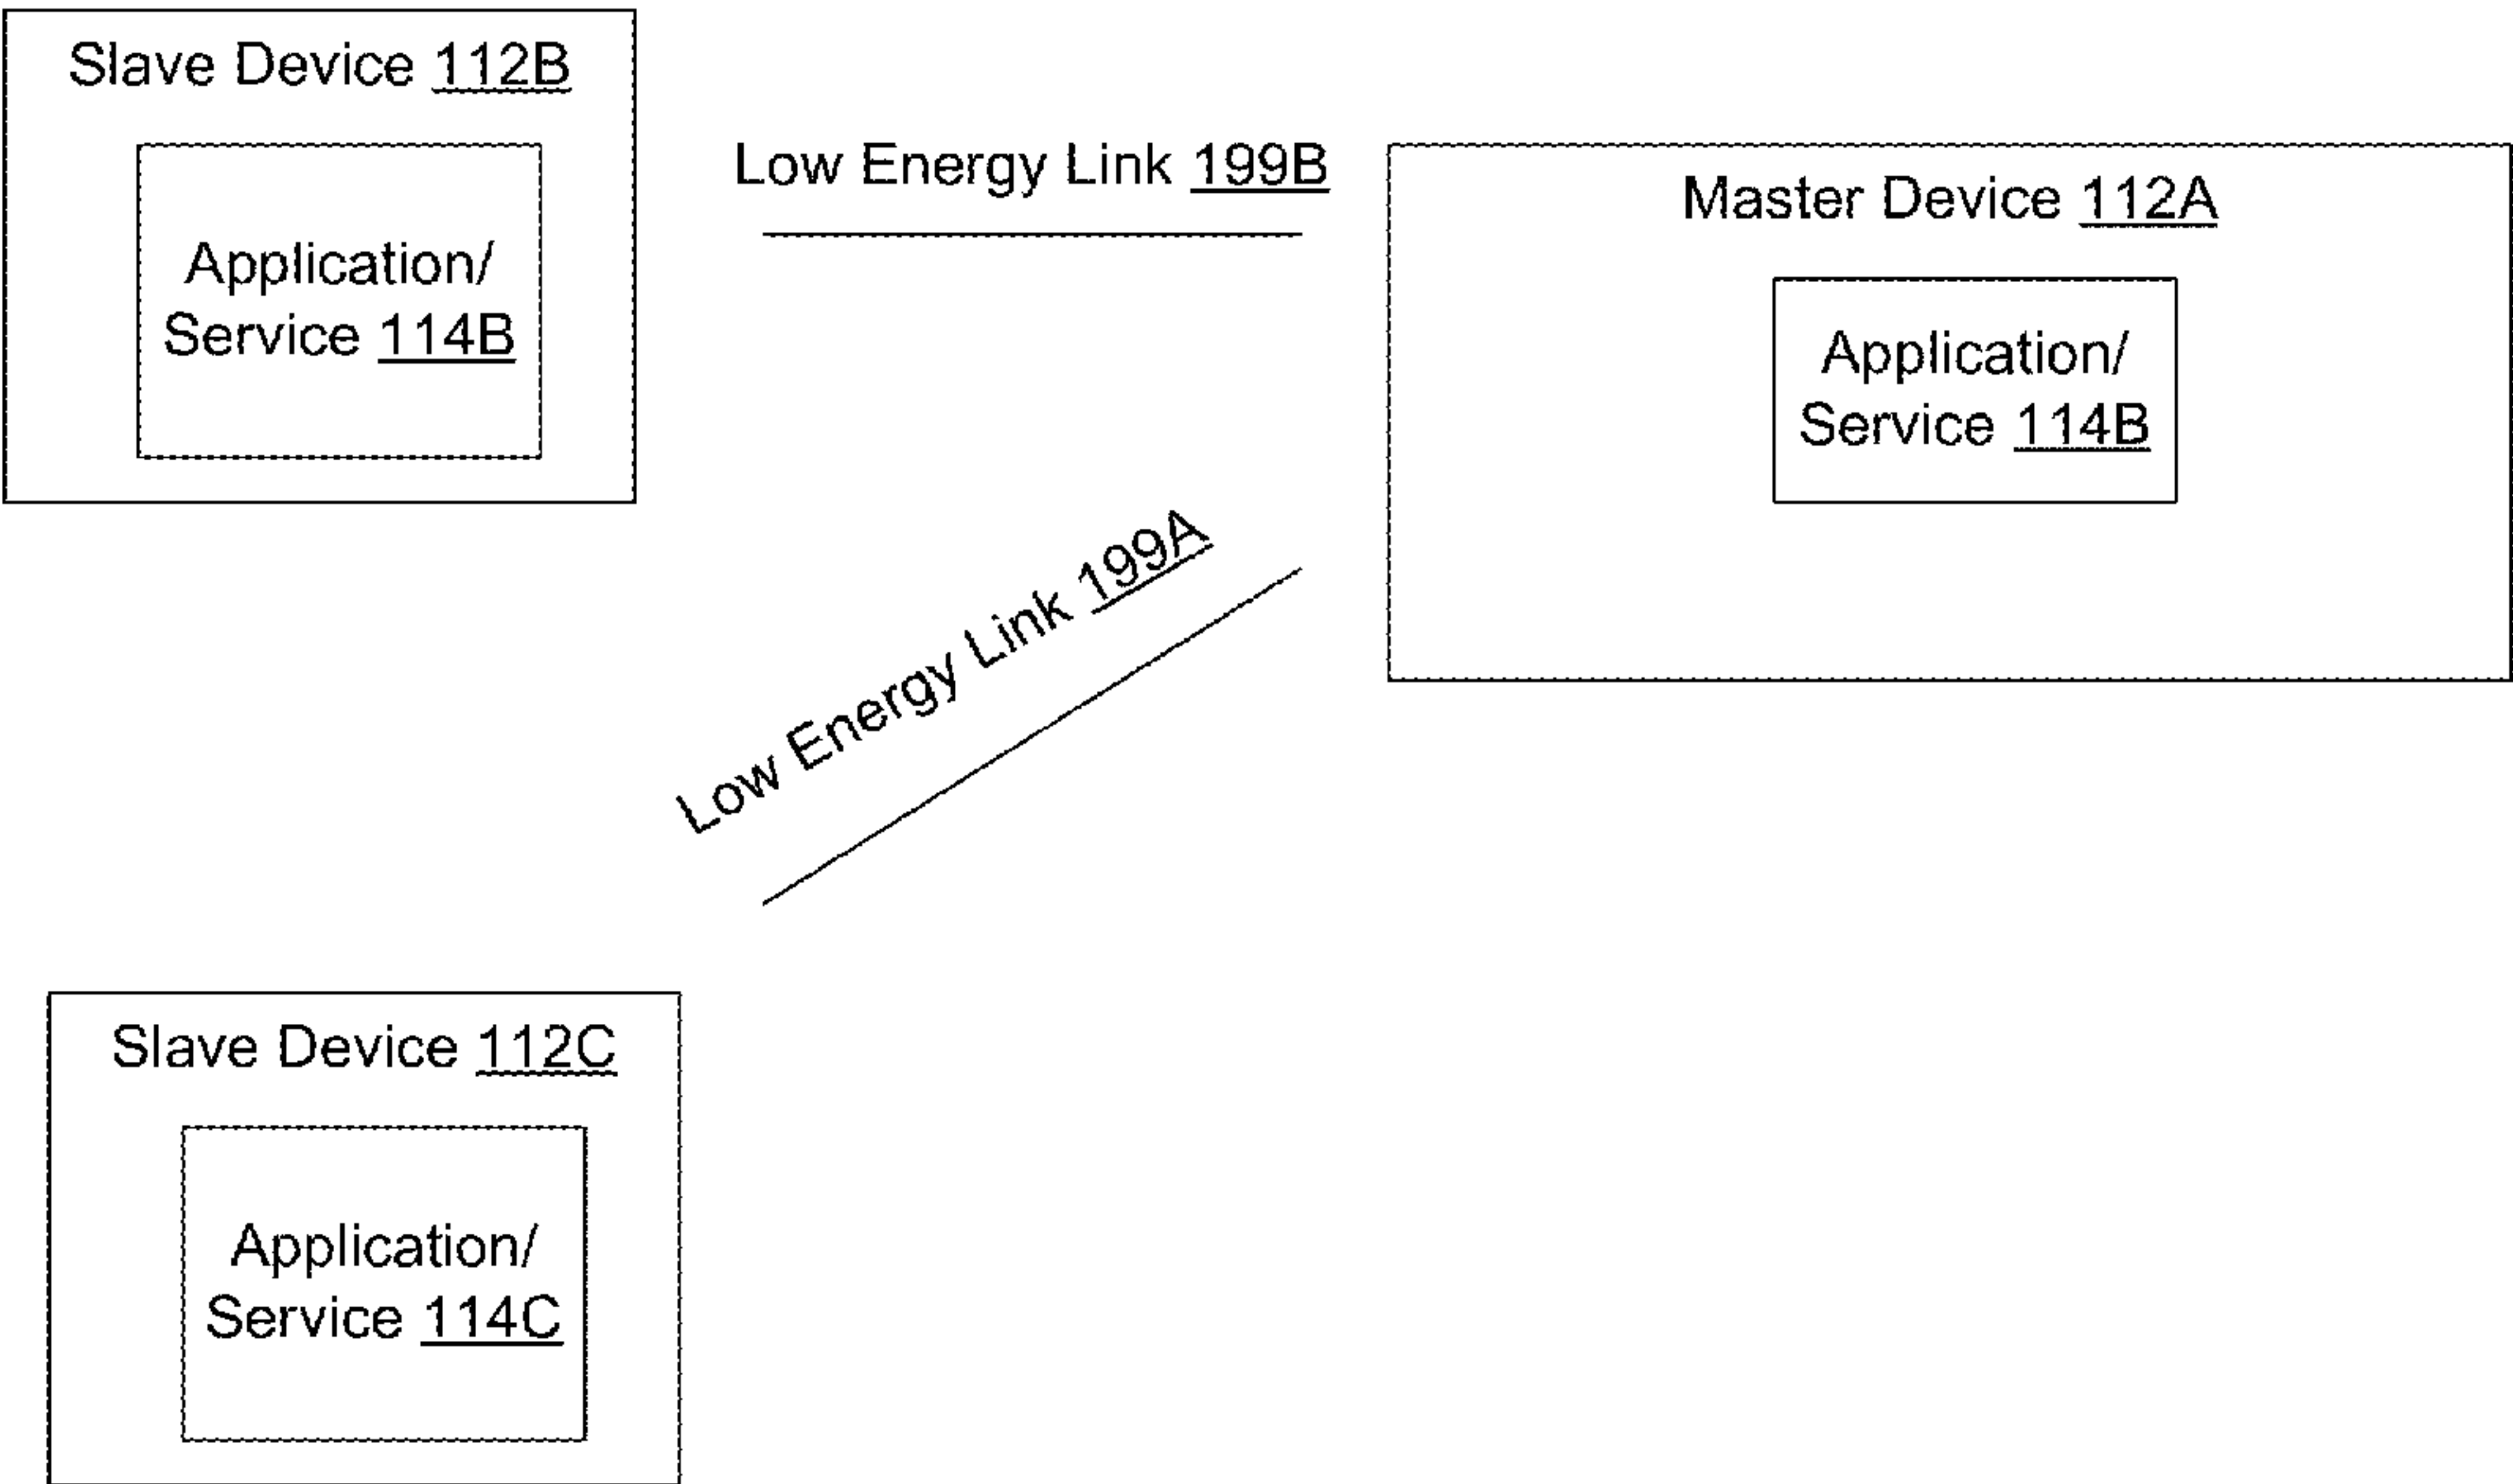 Slave Device 112B
Application/
Service 114B
Low Energy Link 199B
Master Device 112A
Application/
Service 114B
Low Energy Link 199A
Slave Device 112C
Application/
Service 114C